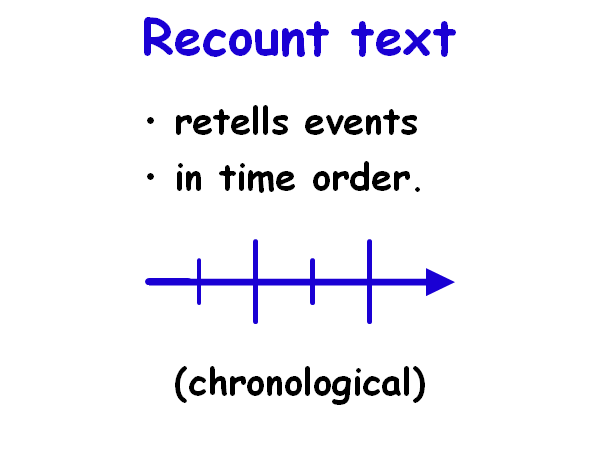 Recount text
• retells events
• in time order.
(chronological)